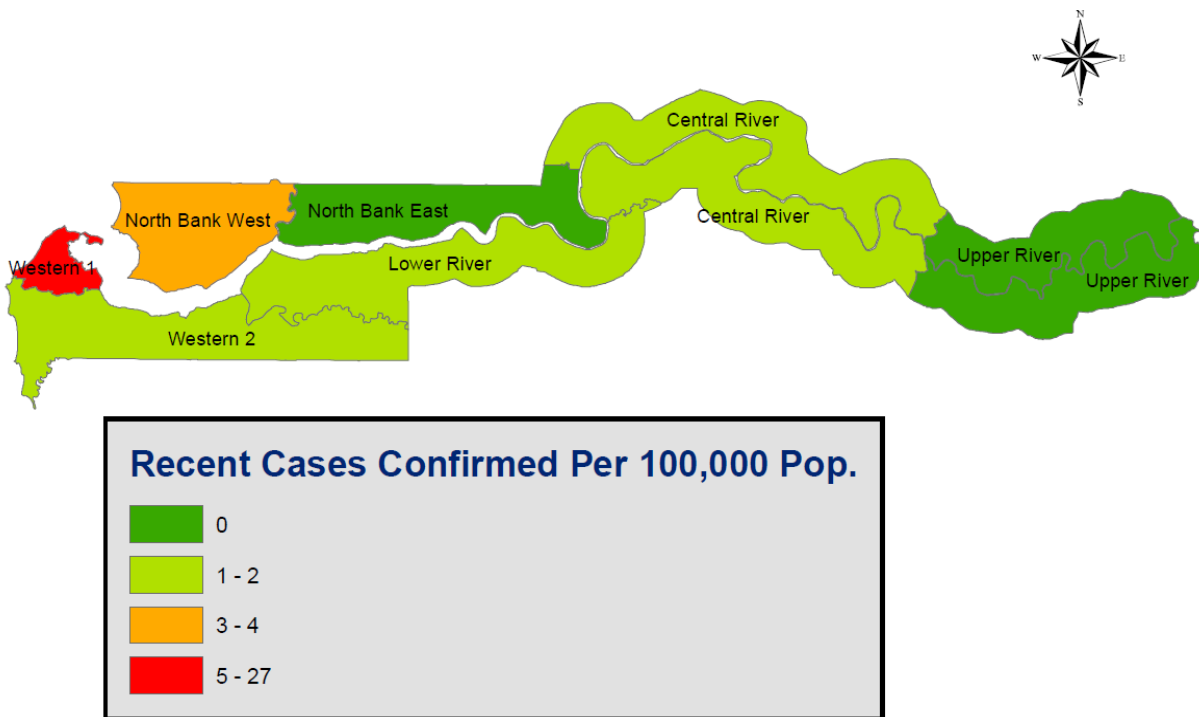 N
W E
S
Central River
North Bank West
North Bank East
Central River
Lower River
Western 1
Upper River
Upper River
Western 2
Recent Cases Confirmed Per 100,000 Pop.
0
1 - 2
3 - 4
5 - 27